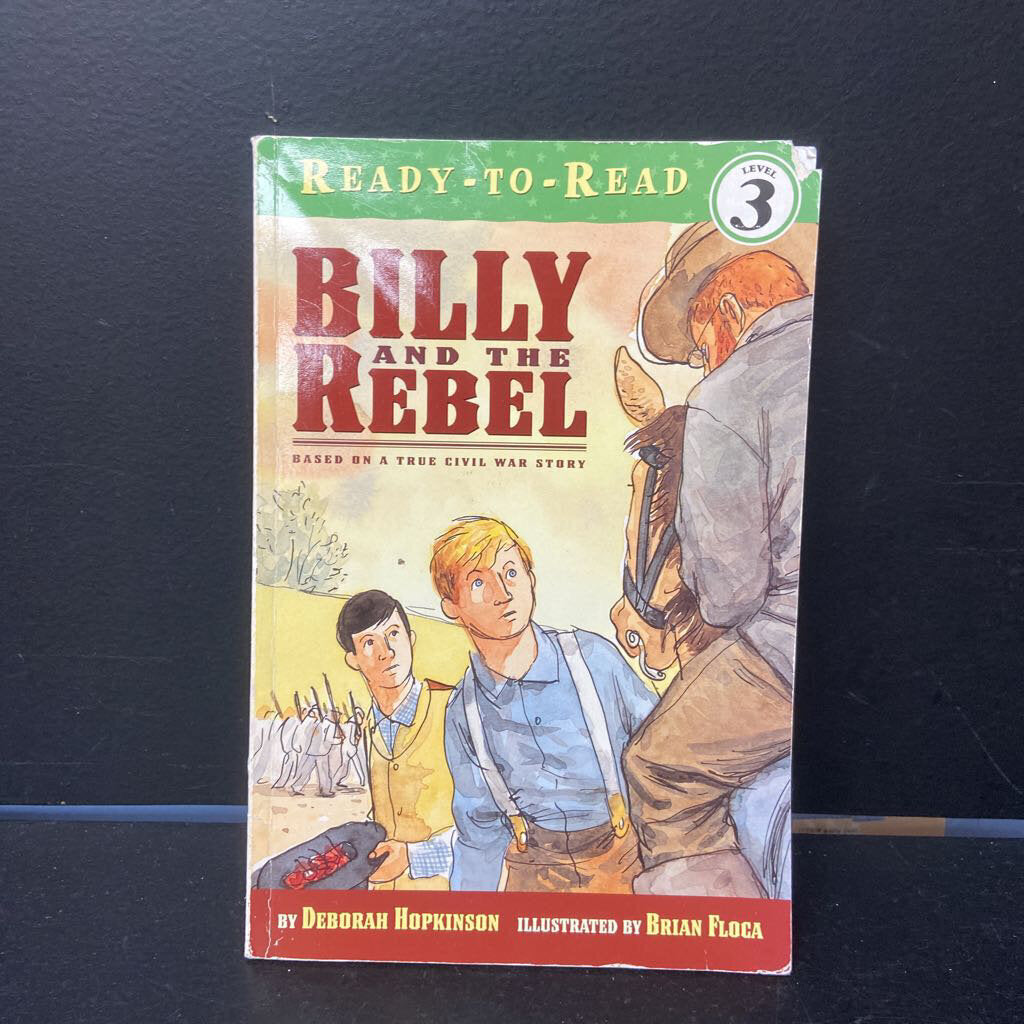 READY-TO-READ
LEVEL
3
BILLY
AND THE
REBEL
BASED ON A TRUE CIVIL WAR STORY
BY DEBORAH HOPKINSON ILLUSTRATED BY BRIAN FLOCA